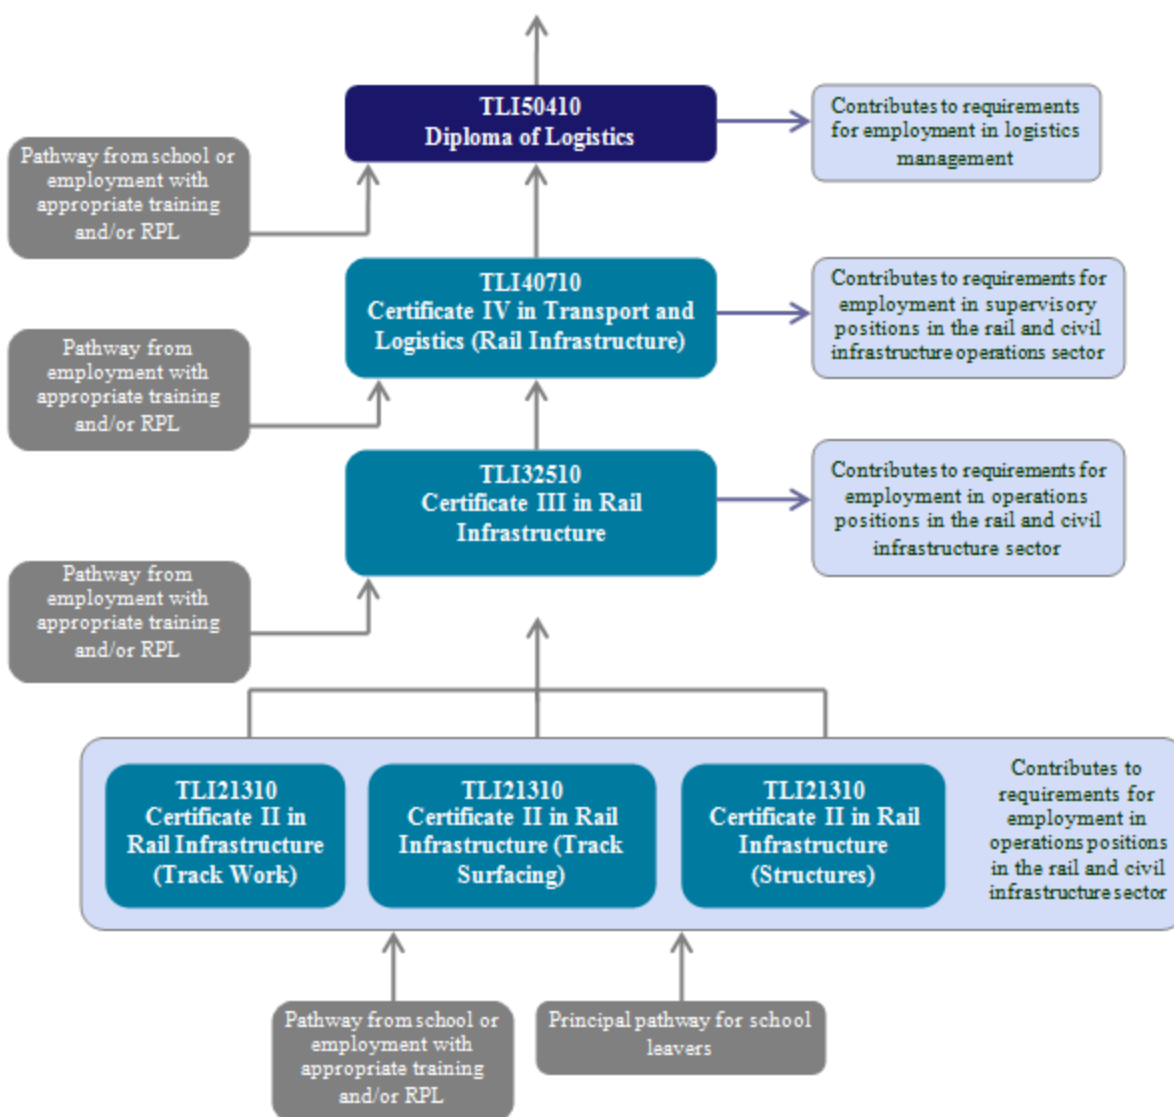 TLI50410
Diploma of Logistics
Contributes to requirements
for employment in logistics
management
Pathway from school or
employment with
appropriate training
and/or RPL
TLI40710
Certificate IV in Transport and
Logistics (Rail Infrastructure)
Contributes to requirements for
employment in supervisory
positions in the rail and civil
infrastructure operations sector
Pathway from
employment with
appropriate training
and/or RPL
TLI32510
Certificate III in Rail
Infrastructure
Contributes to requirements for
employment in operations
positions in the rail and civil
infrastructure sector
Pathway from
employment with
appropriate training
and/or RPL
TLI21310
Certificate II in
Rail Infrastructure
(Track Work)
TLI21310
Certificate II in Rail
Infrastructure (Track
Surfacing)
TLI21310
Certificate II in Rail
Infrastructure
(Structures)
Contributes to
requirements for
employment in
operations positions
in the rail and civil
infrastructure sector
Pathway from school or
employment with
appropriate training
and/or RPL
Principal pathway for school
leavers